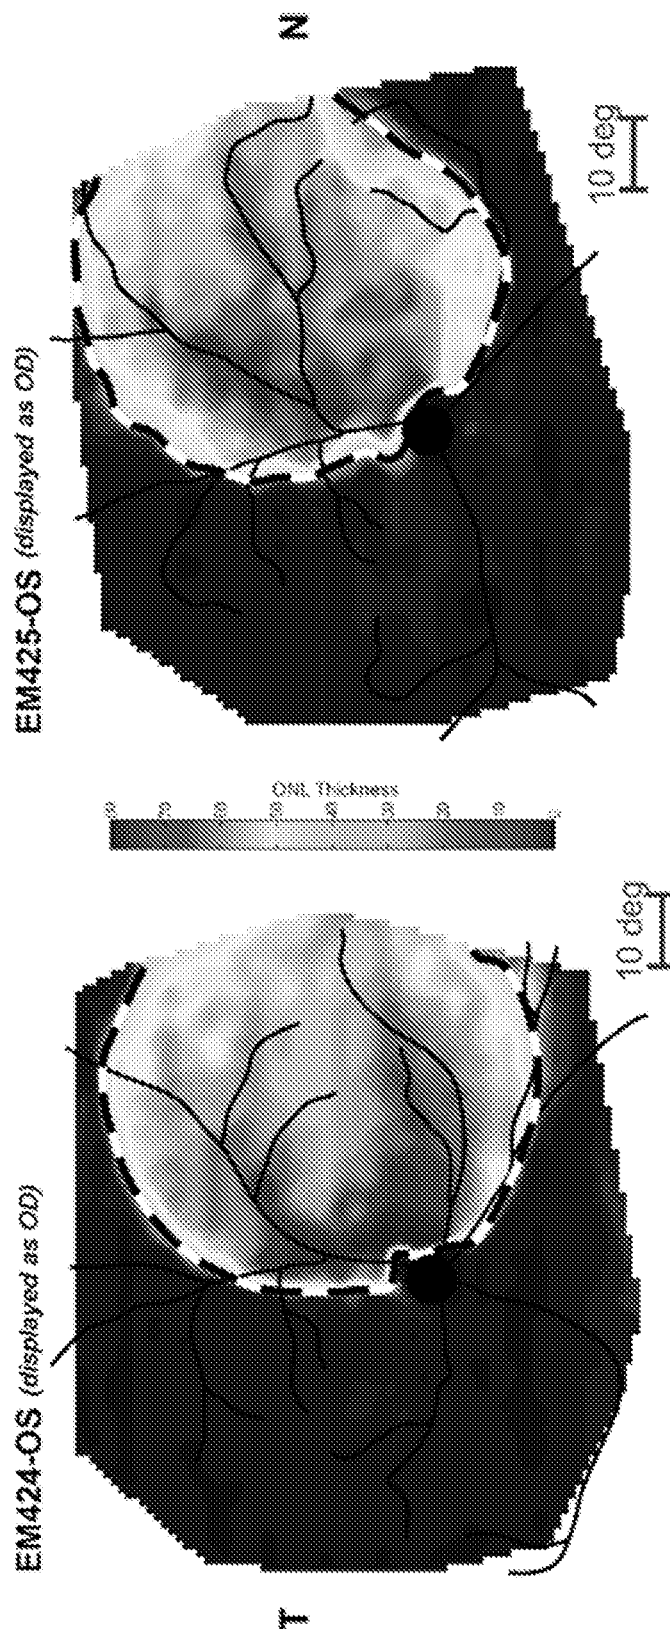 EM424-OS (displayed as OD)
EM425-OS (displayed as OD)
T
N
ONL Thickness
10 deg
10 deg